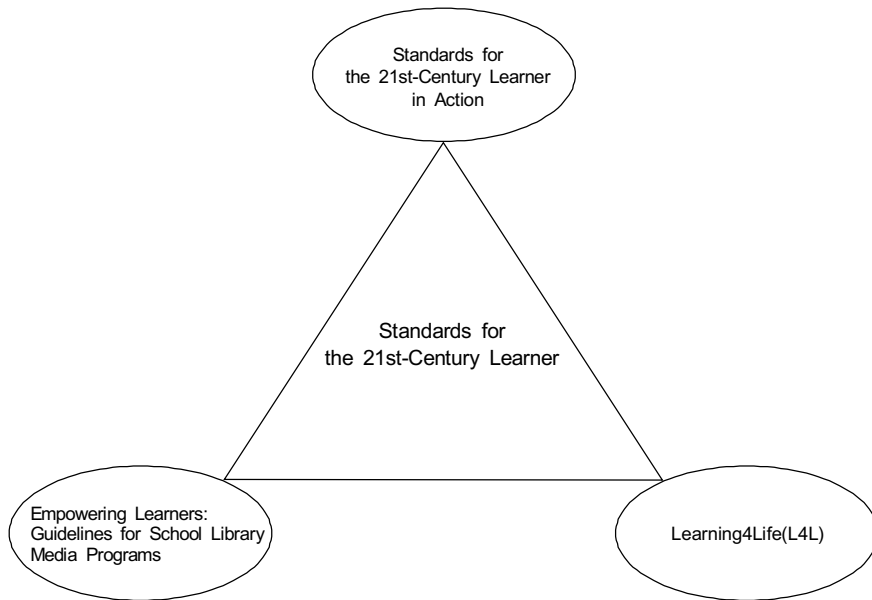 Standards for
the 21st-Century Learner
in Action
Standards for
the 21st-Century Learner
Empowering Learners:
Guidelines for School Library
Media Programs
Learning4Life(L4L)